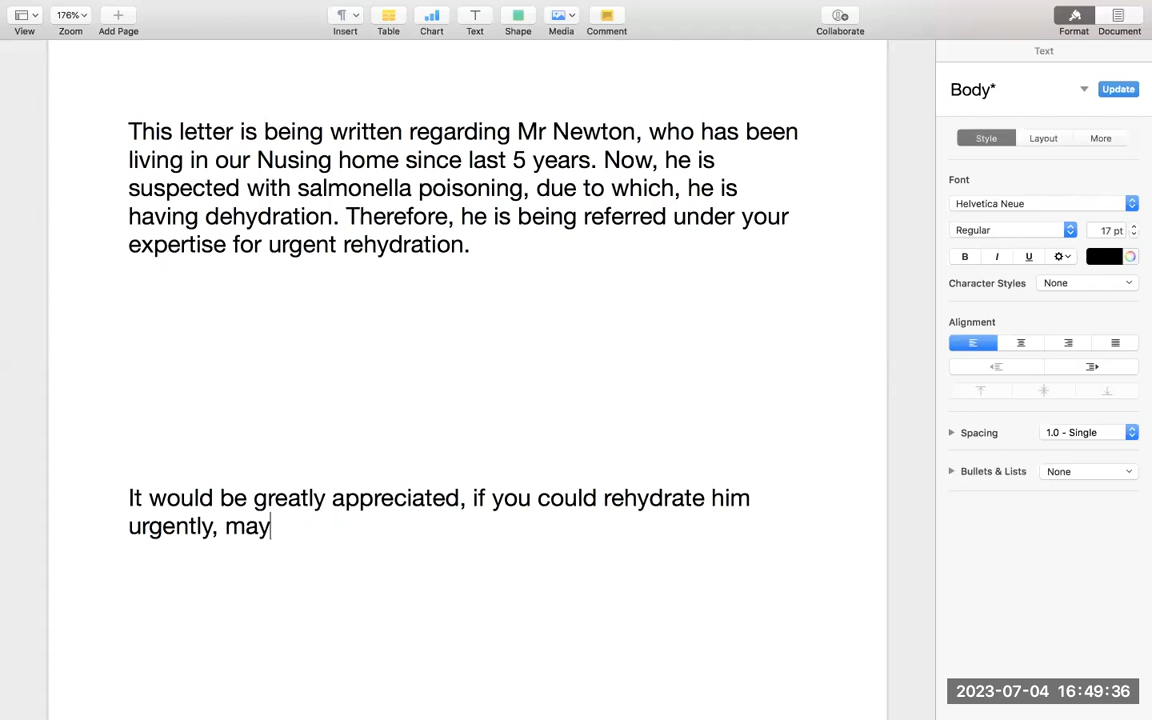 176%
View
Zoom
Add Page
Insert
Table
Chart
Text
Shape
Media
Comment
Collaborate
Format
Document
This letter is being written regarding Mr Newton, who has been
living in our Nusing home since last 5 years. Now, he is
suspected with salmonella poisoning, due to which, he is
having dehydration. Therefore, he is being referred under your
expertise for urgent rehydration.
It would be greatly appreciated, if you could rehydrate him
urgently, may
Text
Body*
Update
Style
Layout
More
Font
Helvetica Neue
Regular
17 pt
B I U
Character Styles
None
Alignment
Spacing
1.0 - Single
Bullets & Lists
None
2023-07-04 16:49:36